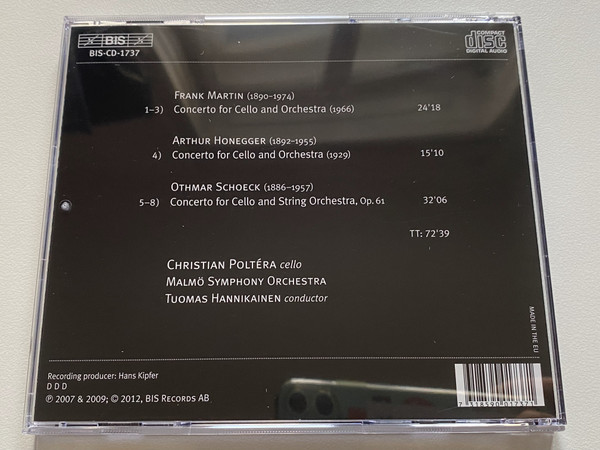 BIS
BIS-CD-1737
COMPACT
disc
DIGITAL AUDIO
FRANK MARTIN (1890–1974)
1–3) Concerto for Cello and Orchestra (1966) 24'18
ARTHUR HONEGGER (1892–1955)
4) Concerto for Cello and Orchestra (1929) 15'10
OTHMAR SCHOECK (1886–1957)
5–8) Concerto for Cello and String Orchestra, Op. 61 32'06
TT: 72'39
CHRISTIAN POLTÉRA cello
MALMÖ SYMPHONY ORCHESTRA
TUOMAS HANNIKAINEN conductor
MADE IN THE EU
Recording producer: Hans Kipfer
D D D
℗ 2007 & 2009; © 2012, BIS RECORDS AB
7 318590 017371